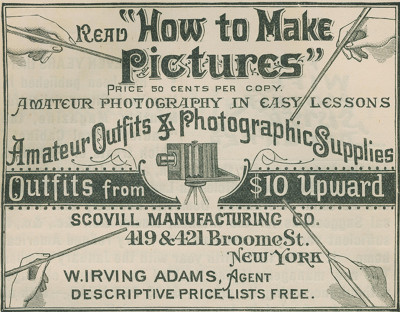 READ "How to Make
Pictures"
PRICE 50 CENTS PER COPY.
AMATEUR PHOTOGRAPHY IN EASY LESSONS
Amateur Outfits & Photographic Supplies
Outfits from $10 Upward
SCOVILL MANUFACTURING CO.
419 & 421 Broome St.
NEW YORK
W. IRVING ADAMS, Agent
DESCRIPTIVE PRICE LISTS FREE.